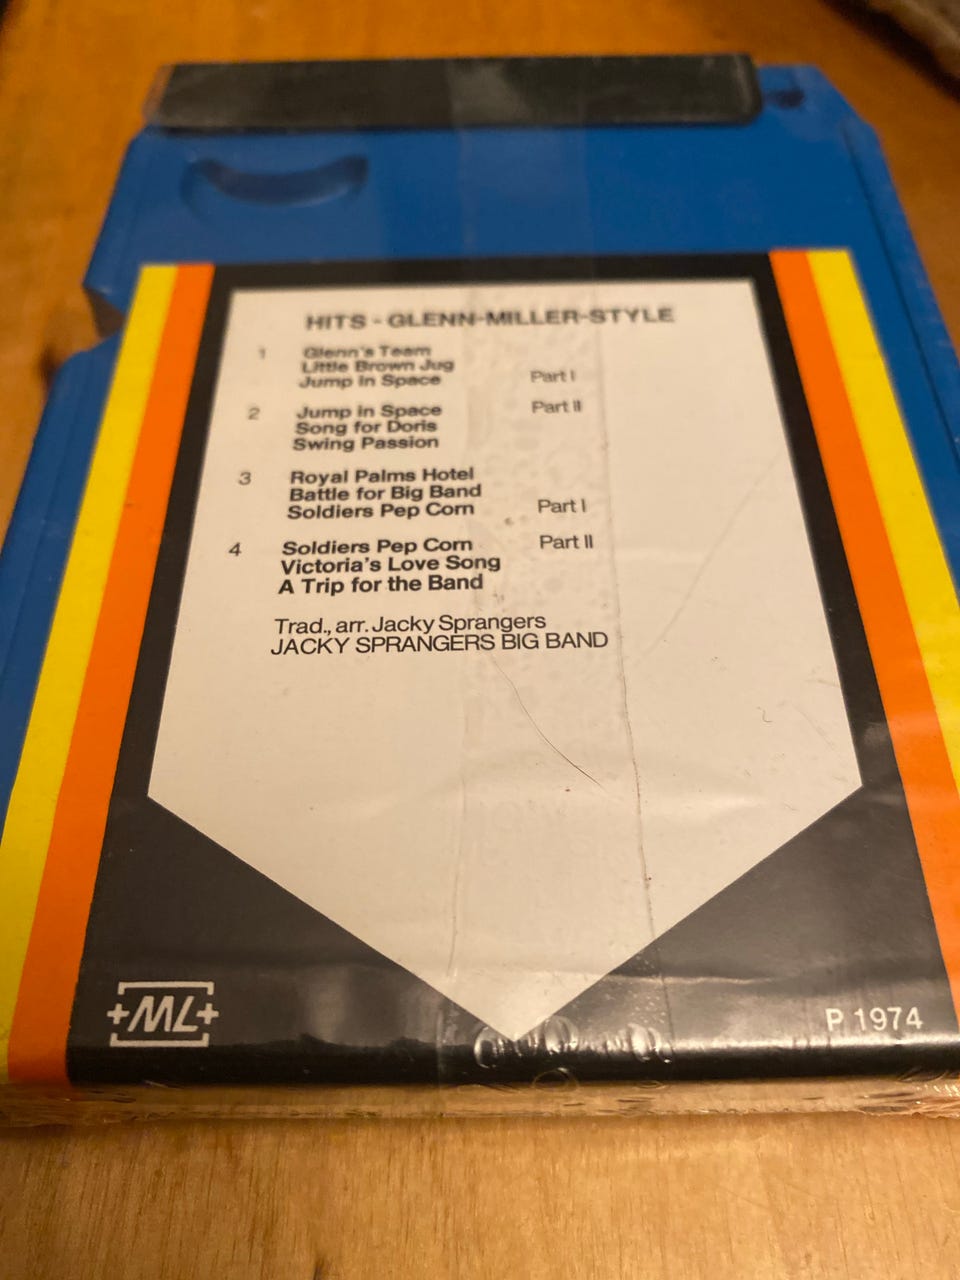 HITS - GLENN-MILLER-STYLE
1 Glenn's Team
Little Brown Jug
Jump in Space Part I
2 Jump in Space Part II
Song for Doris
Swing Passion
3 Royal Palms Hotel
Battle for Big Band
Soldiers Pep Corn Part I
4 Soldiers Pep Corn Part II
Victoria's Love Song
A Trip for the Band
Trad., arr. Jacky Sprangers
JACKY SPRANGERS BIG BAND
+ML+
P 1974